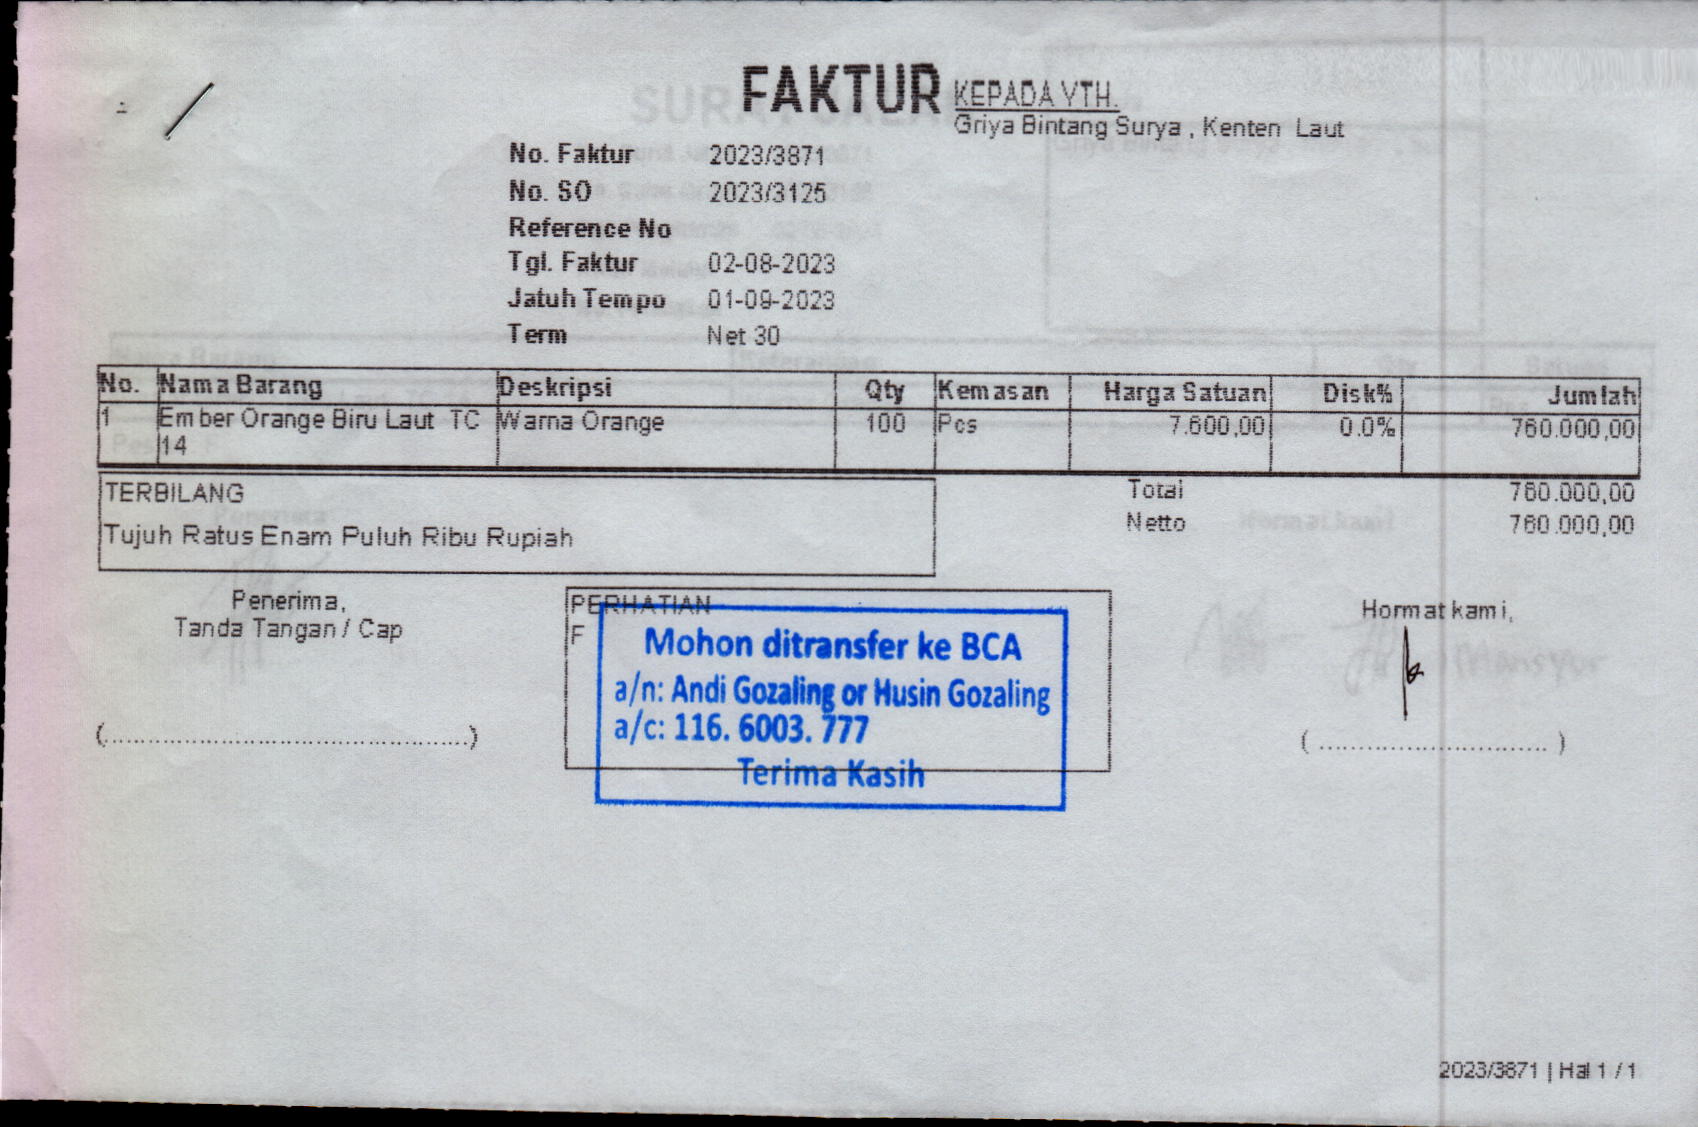 FAKTUR
KEPADA YTH.
Griya Bintang Surya , Kenten Laut
No. Faktur 2023/3871
No. SO 2023/3125
Reference No
Tgl. Faktur 02-08-2023
Jatuh Tempo 01-09-2023
Term Net 30
No. Nama Barang Deskripsi Qty Kemasan Harga Satuan Disk% Jumlah
1 Ember Orange Biru Laut TC Warna Orange 100 Pcs 7.600,00 0.0% 760.000,00
14
TERBILANG
Tujuh Ratus Enam Puluh Ribu Rupiah
Total 760.000,00
Netto 760.000,00
Penerima,
Tanda Tangan / Cap
PERHATIAN
F
Mohon ditransfer ke BCA
a/n: Andi Gozaling or Husin Gozaling
a/c: 116. 6003. 777
Terima Kasih
Hormat kami,
(................................................)
( .............................. )
2023/3871 | Hal 1 / 1